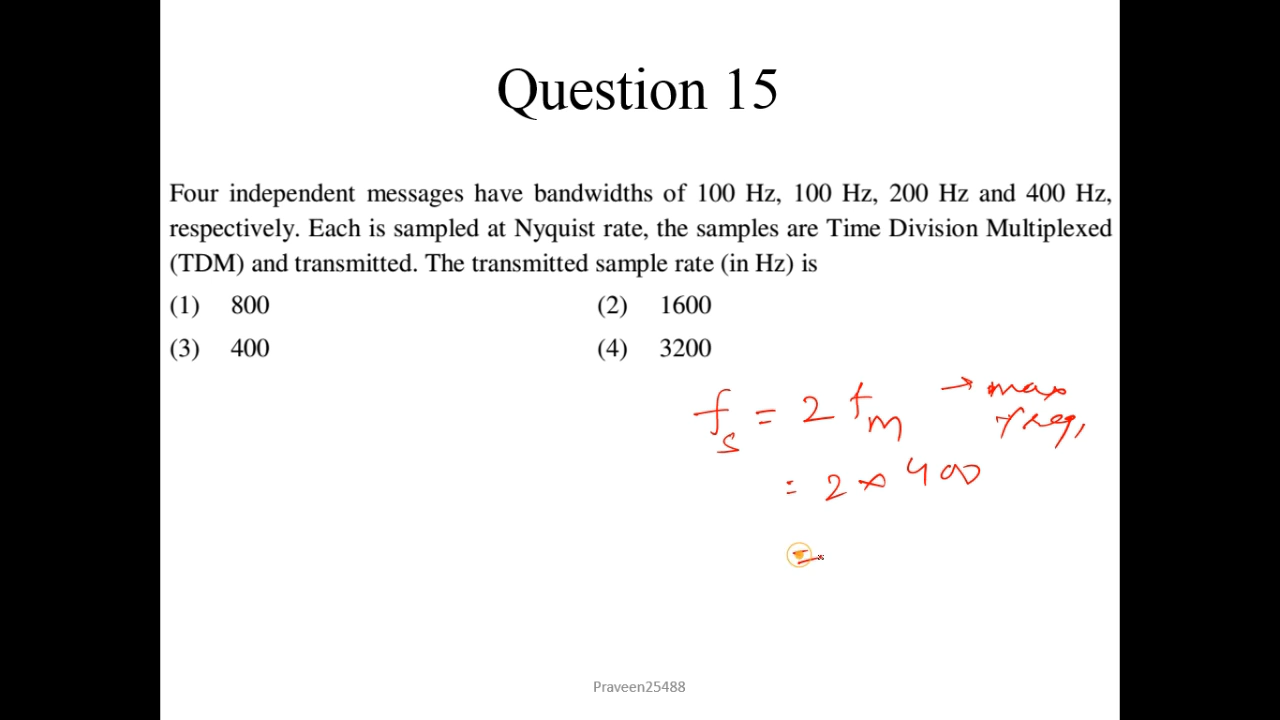 Question 15
Four independent messages have bandwidths of 100 Hz, 100 Hz, 200 Hz and 400 Hz,
respectively. Each is sampled at Nyquist rate, the samples are Time Division Multiplexed
(TDM) and transmitted. The transmitted sample rate (in Hz) is
(1) 800 (2) 1600
(3) 400 (4) 3200
f_s = 2 f_m → max
freq,
= 2 × 400
=
Praveen25488